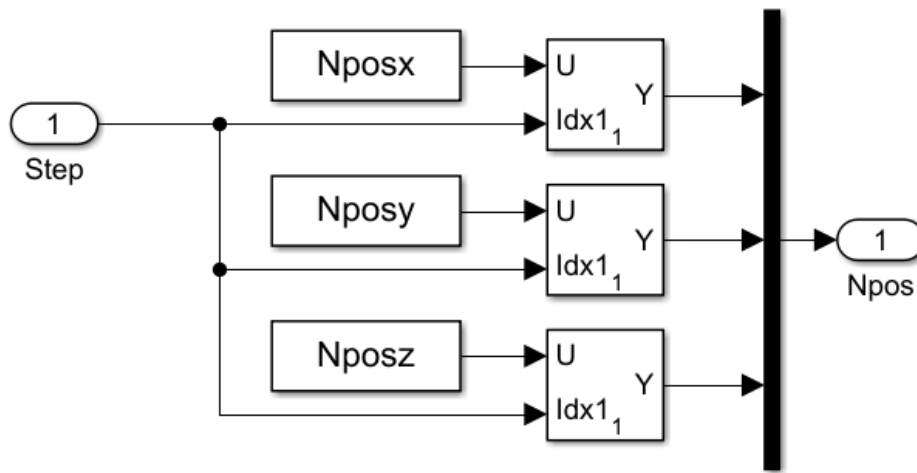 Nposx
U
Y
Idx1 1
1
Step
Nposy
U
Y
Idx1 1
1
Npos
Nposz
U
Y
Idx1 1